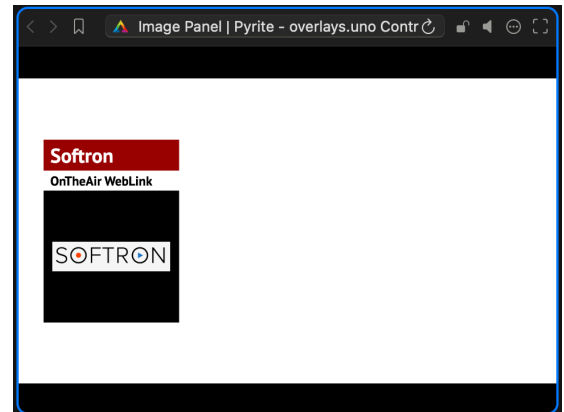 Image Panel | Pyrite - overlays.uno Contr
Softron
OnTheAir WebLink
SOFTRON